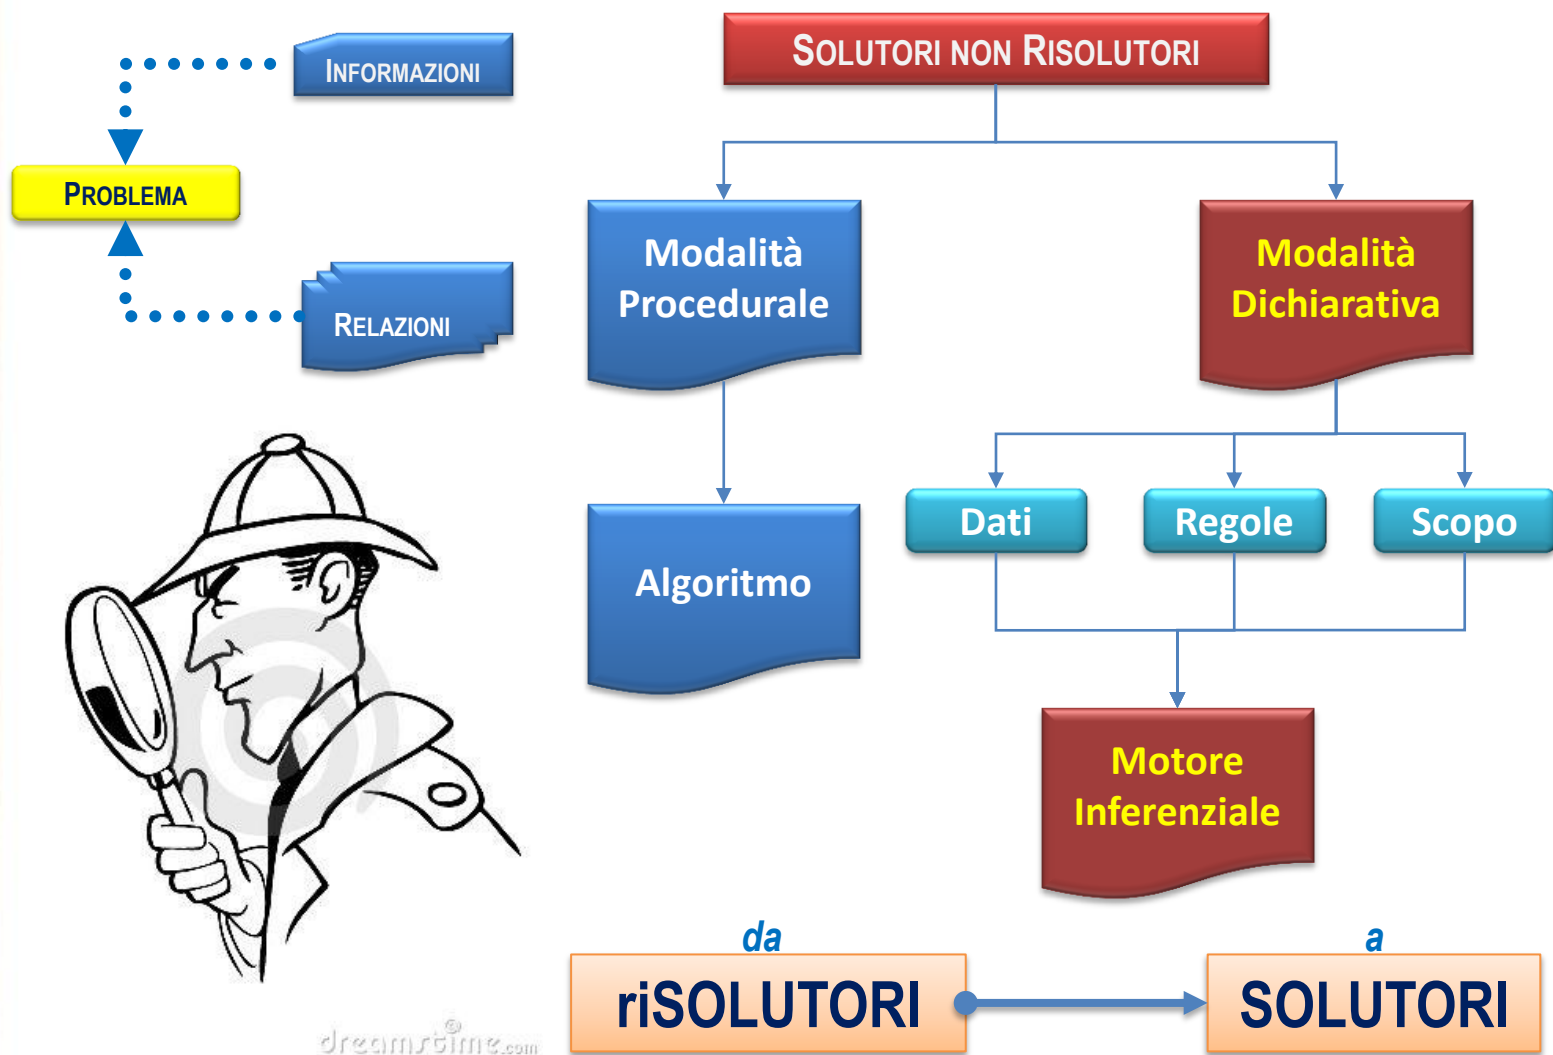 INFORMAZIONI
PROBLEMA
RELAZIONI
SOLUTORI NON RISOLUTORI
Modalità
Procedurale
Algoritmo
Modalità
Dichiarativa
Dati
Regole
Scopo
Motore
Inferenziale
da
a
riSOLUTORI
SOLUTORI
dreamstime.com